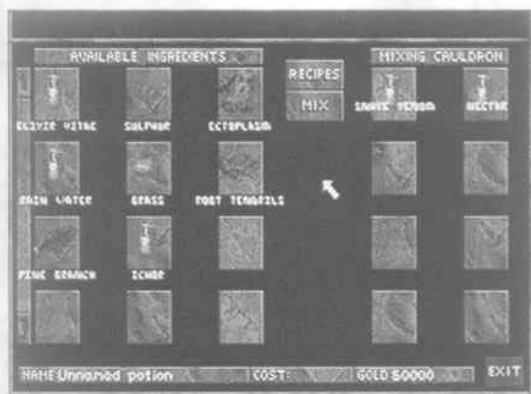 AVAILABLE INGREDIENTS
MIXING CAULDRON
RECIPES
MIX
ELIXIR VITAE SULPHUR ECTOPLASM
SNAKE VENOM NECTAR
RAIN WATER GRASS ROOT TENDRILS
PINE BRANCH ICHOR
NAME: Unnamed potion COST: GOLD 50000 EXIT